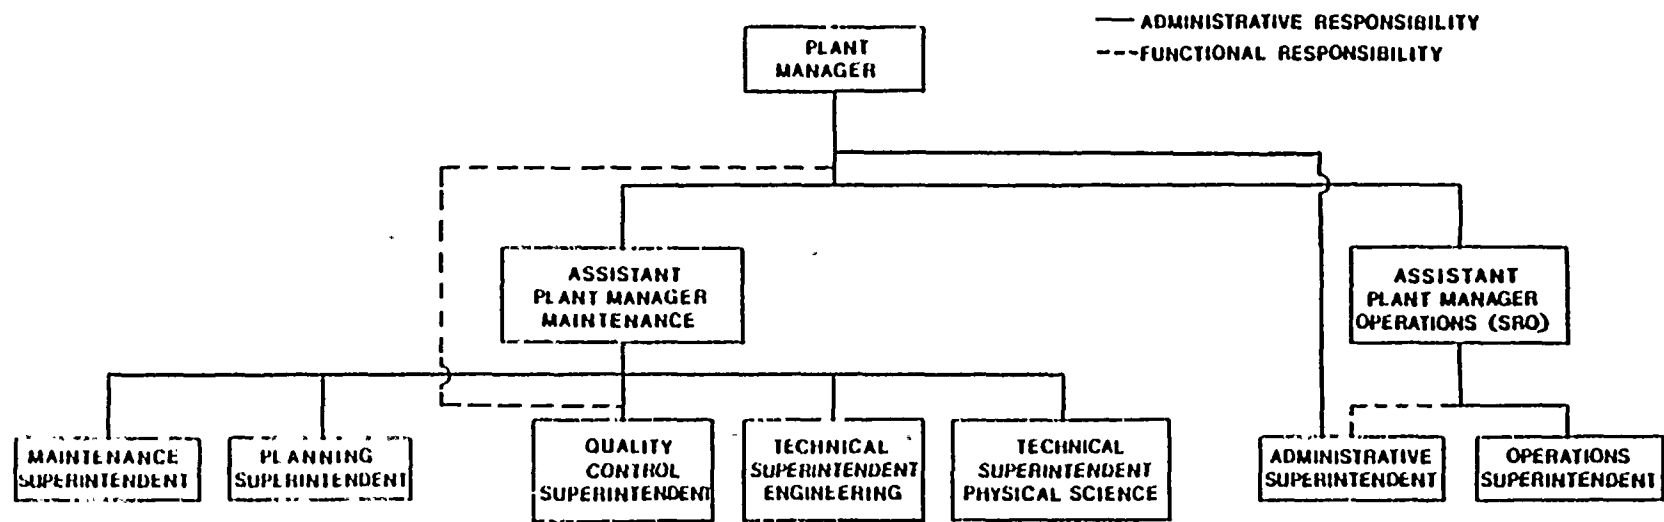 ADMINISTRATIVE RESPONSIBILITY
FUNCTIONAL RESPONSIBILITY
PLANT
MANAGER
ASSISTANT
PLANT MANAGER
MAINTENANCE
ASSISTANT
PLANT MANAGER
OPERATIONS (SRO)
MAINTENANCE
SUPERINTENDENT
PLANNING
SUPERINTENDENT
QUALITY
CONTROL
SUPERINTENDENT
TECHNICAL
SUPERINTENDENT
ENGINEERING
TECHNICAL
SUPERINTENDENT
PHYSICAL SCIENCE
ADMINISTRATIVE
SUPERINTENDENT
OPERATIONS
SUPERINTENDENT